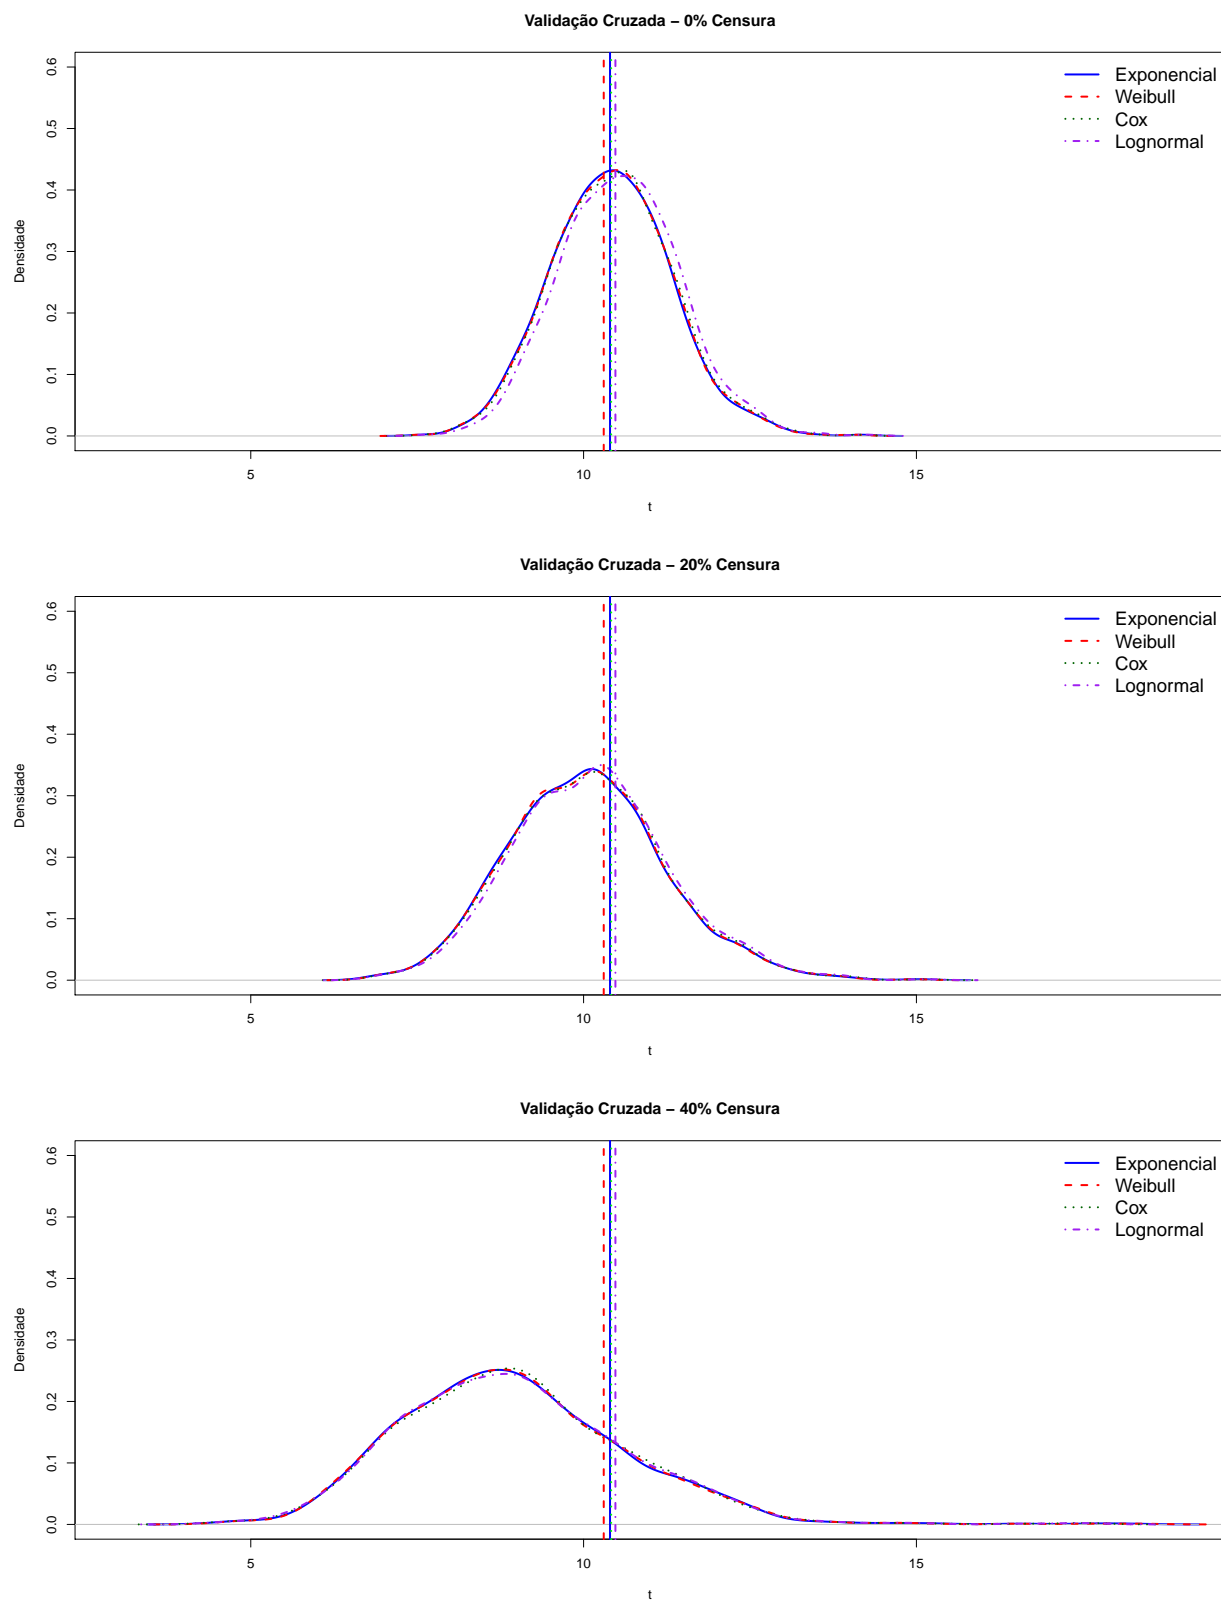 Validação Cruzada − 0% Censura
Densidade
0.0
0.1
0.2
0.3
0.4
0.5
0.6
Exponencial
Weibull
Cox
Lognormal
5
10
15
t
Validação Cruzada − 20% Censura
Densidade
0.0
0.1
0.2
0.3
0.4
0.5
0.6
Exponencial
Weibull
Cox
Lognormal
5
10
15
t
Validação Cruzada − 40% Censura
Densidade
0.0
0.1
0.2
0.3
0.4
0.5
0.6
Exponencial
Weibull
Cox
Lognormal
5
10
15
t